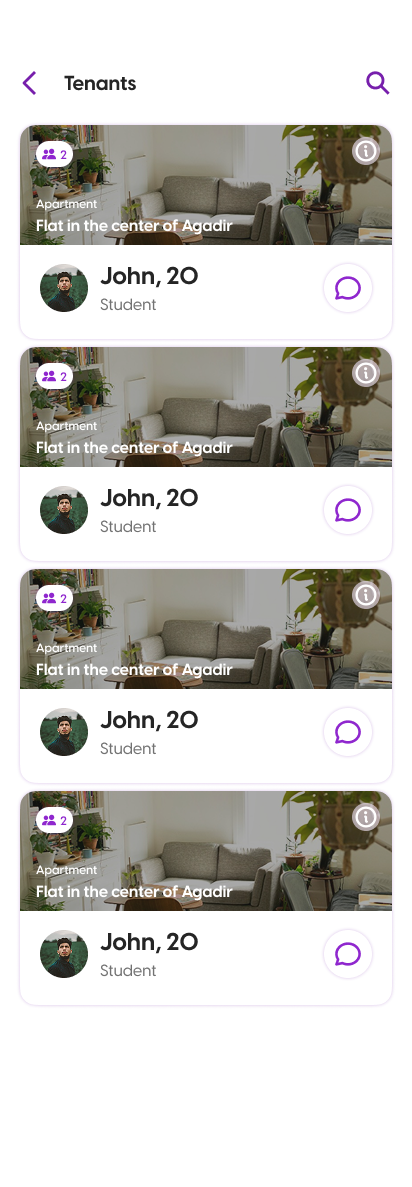 Tenants
2
Apartment
Flat in the center of Agadir
John, 20
Student
2
Apartment
Flat in the center of Agadir
John, 20
Student
2
Apartment
Flat in the center of Agadir
John, 20
Student
2
Apartment
Flat in the center of Agadir
John, 20
Student